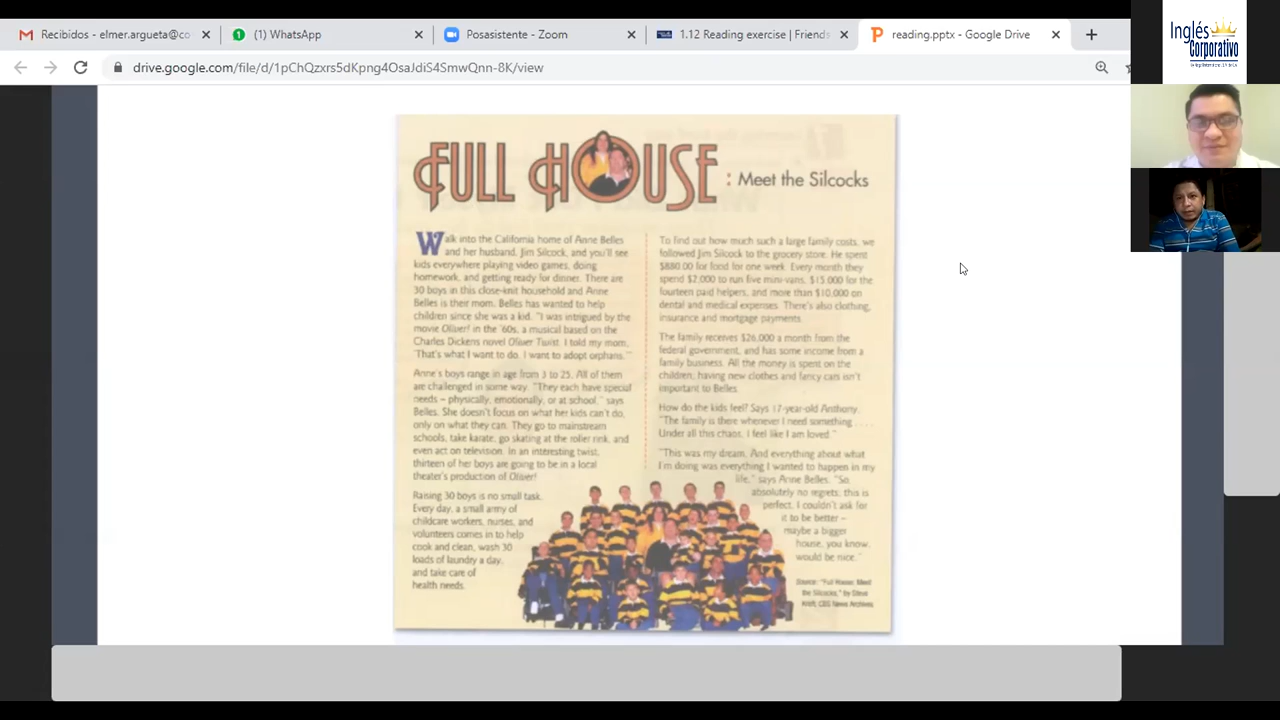 Recibidos - elmer.argueta@co
(1) WhatsApp
Posasistente - Zoom
1.12 Reading exercise | Friends
reading.pptx - Google Drive
drive.google.com/file/d/1pChQzxrs5dKpng4OsaJdiS4SmwQnn-8K/view
Inglés
Corporativo
FULL HOUSE : Meet the Silcocks
Walk into the California home of Anne Belles
and her husband, Jim Silcock, and you'll see
kids everywhere playing video games, doing
homework, and getting ready for dinner. There are
30 boys in this close-knit household and Anne
Belles is their mom. Belles has wanted to help
children since she was a kid. "I was intrigued by the
movie Oliver! in the '60s, a musical based on the
Charles Dickens novel Oliver Twist. I told my mom,
'That's what I want to do. I want to adopt orphans.'"
Anne's boys range in age from 3 to 25. All of them
are challenged in some way. "They each have special
needs – physically, emotionally, or at school," says
Belles. She doesn't focus on what her kids can't do,
only on what they can. They go to mainstream
schools, take karate, go skating at the roller rink, and
even act on television. In an interesting twist,
thirteen of her boys are going to be in a local
theater's production of Oliver!
Raising 30 boys is no small task.
Every day, a small army of
childcare workers, nurses, and
volunteers comes in to help
cook and clean, wash 30
loads of laundry a day,
and take care of
health needs.
To find out how much such a large family costs, we
followed Jim Silcock to the grocery store. He spent
$880.00 for food for one week. Every month they
spend $2,000 to run five mini-vans, $15,000 for the
fourteen paid helpers, and more than $10,000 on
dental and medical expenses. There's also clothing,
insurance and mortgage payments.
The family receives $26,000 a month from the
federal government, and has some income from a
family business. All the money is spent on the
children; having new clothes and fancy cars isn't
important to Belles.
How do the kids feel? Says 17-year-old Anthony,
"The family is there whenever I need something . . . .
Under all this chaos, I feel like I am loved."
"This was my dream. And everything about what
I'm doing was everything I wanted to happen in my
life," says Anne Belles. "So
absolutely no regrets; this is
perfect. I couldn't ask for
it to be better –
maybe a bigger
house, you know,
would be nice."
Source: "Full House: Meet
the Silcocks," by Steve
Kroft, CBS News Archives